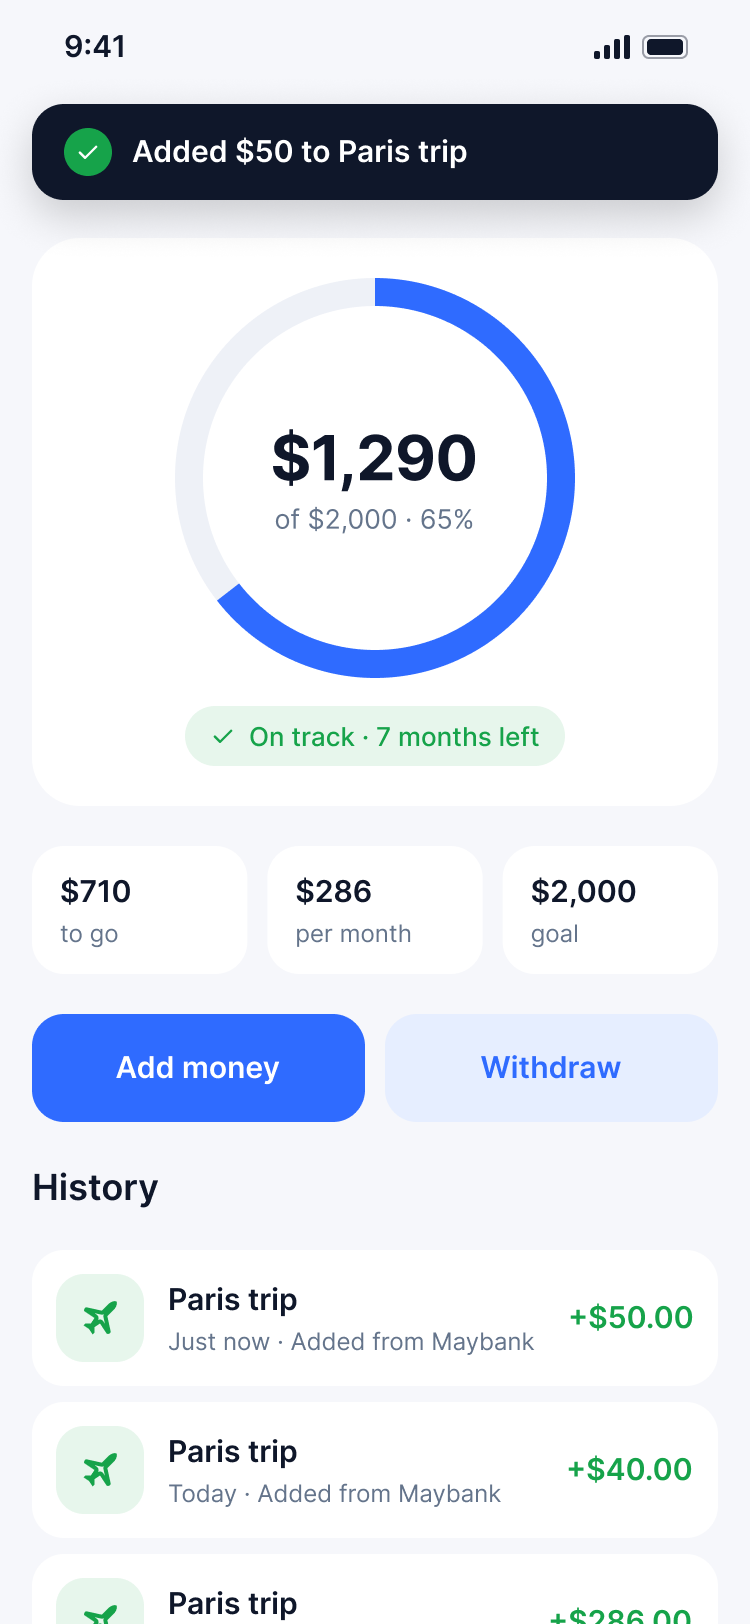 9:41
Added $50 to Paris trip
$1,290
of $2,000 · 65%
On track · 7 months left
$710
to go
$286
per month
$2,000
goal
Add money
Withdraw
History
Paris trip
Just now · Added from Maybank
+$50.00
Paris trip
Today · Added from Maybank
+$40.00
Paris trip
+$286.00